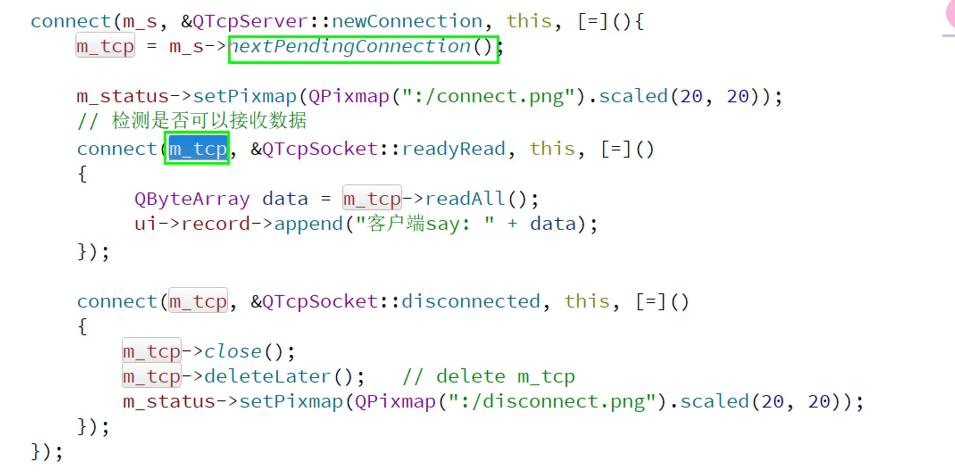 connect(m_s, &QTcpServer::newConnection, this, [=](){
m_tcp = m_s->nextPendingConnection();
m_status->setPixmap(QPixmap(":/connect.png").scaled(20, 20));
// 检测是否可以接收数据
connect(m_tcp, &QTcpSocket::readyRead, this, [=]()
{
QByteArray data = m_tcp->readAll();
ui->record->append("客户端say: " + data);
});
connect(m_tcp, &QTcpSocket::disconnected, this, [=]()
{
m_tcp->close();
m_tcp->deleteLater();   // delete m_tcp
m_status->setPixmap(QPixmap(":/disconnect.png").scaled(20, 20));
});
});